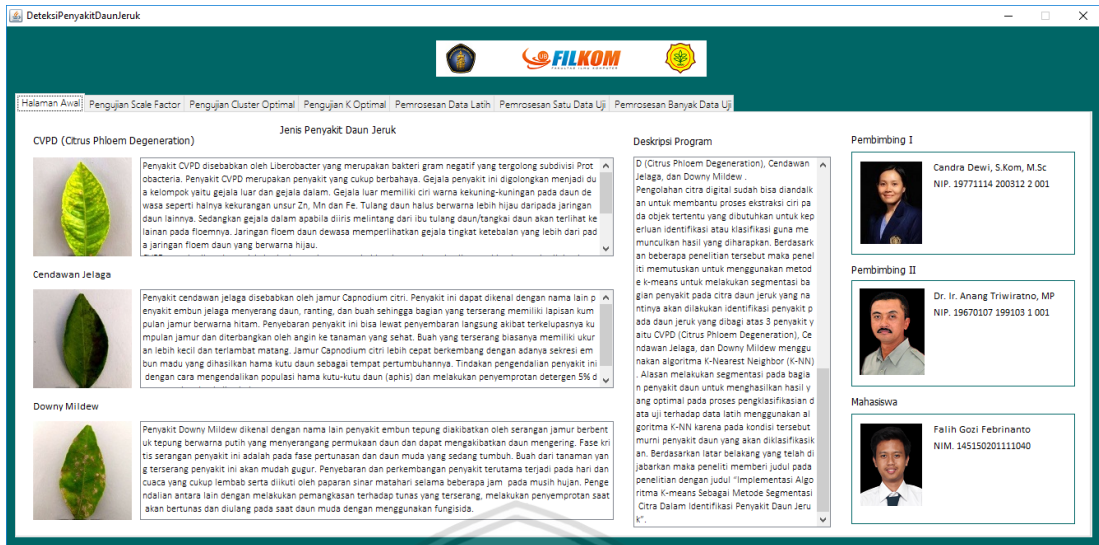 DeteksiPenyakitDaunJeruk
UB FILKOM
FAKULTAS ILMU KOMPUTER
Halaman Awal
Pengujian Scale Factor
Pengujian Cluster Optimal
Pengujian K Optimal
Pemrosesan Data Latih
Pemrosesan Satu Data Uji
Pemrosesan Banyak Data Uji
Jenis Penyakit Daun Jeruk
CVPD (Citrus Phloem Degeneration)
Penyakit CVPD disebabkan oleh Liberobacter yang merupakan bakteri gram negatif yang tergolong subdivisi Prot
obacteria. Penyakit CVPD merupakan penyakit yang cukup berbahaya. Gejala penyakit ini digolongkan menjadi du
a kelompok yaitu gejala luar dan gejala dalam. Gejala luar memiliki ciri warna kekuning-kuningan pada daun de
wasa seperti halnya kekurangan unsur Zn, Mn dan Fe. Tulang daun halus berwarna lebih hijau daripada jaringan
daun lainnya. Sedangkan gejala dalam apabila diiris melintang dari ibu tulang daun/tangkai daun akan terlihat ke
lainan pada floemnya. Jaringan floem daun dewasa memperlihatkan gejala tingkat ketebalan yang lebih dari pad
a jaringan floem daun yang berwarna hijau.
Cendawan Jelaga
Penyakit cendawan jelaga disebabkan oleh jamur Capnodium citri. Penyakit ini dapat dikenal dengan nama lain p
enyakit embun jelaga menyerang daun, ranting, dan buah sehingga bagian yang terserang memiliki lapisan kum
pulan jamur berwarna hitam. Penyebaran penyakit ini bisa lewat penyembaran langsung akibat terkelupasnya ku
mpulan jamur dan diterbangkan oleh angin ke tanaman yang sehat. Buah yang terserang biasanya memiliki ukur
an lebih kecil dan terlambat matang. Jamur Capnodium citri lebih cepat berkembang dengan adanya sekresi em
bun madu yang dihasilkan hama kutu daun sebagai tempat pertumbuhannya. Tindakan pengendalian penyakit ini
dengan cara mengendalikan populasi hama kutu-kutu daun (aphis) dan melakukan penyemprotan detergen 5% d
Downy Mildew
Penyakit Downy Mildew dikenal dengan nama lain penyakit embun tepung diakibatkan oleh serangan jamur berbent
uk tepung berwarna putih yang menyerangang permukaan daun dan dapat mengakibatkan daun mengering. Fase kri
tis serangan penyakit ini adalah pada fase pertunasan dan daun muda yang sedang tumbuh. Buah dari tanaman yan
g terserang penyakit ini akan mudah gugur. Penyebaran dan perkembangan penyakit terutama terjadi pada hari dan
cuaca yang cukup lembab serta diikuti oleh paparan sinar matahari selama beberapa jam pada musih hujan. Penge
ndalian antara lain dengan melakukan pemangkasan terhadap tunas yang terserang, melakukan penyemprotan saat
akan bertunas dan diulang pada saat daun muda dengan menggunakan fungisida.
Deskripsi Program
D (Citrus Phloem Degeneration), Cendawan
Jelaga, dan Downy Mildew .
Pengolahan citra digital sudah bisa diandalk
an untuk membantu proses ekstraksi ciri pa
da objek tertentu yang dibutuhkan untuk kep
erluan identifikasi atau klasifikasi guna me
munculkan hasil yang diharapkan. Berdasark
an beberapa penelitian tersebut maka penel
iti memutuskan untuk menggunakan metod
e k-means untuk melakukan segmentasi ba
gian penyakit pada citra daun jeruk yang na
ntinya akan dilakukan identifikasi penyakit p
ada daun jeruk yang dibagi atas 3 penyakit y
aitu CVPD (Citrus Phloem Degeneration), Ce
ndawan Jelaga, dan Downy Mildew menggu
nakan algoritma K-Nearest Neighbor (K-NN)
. Alasan melakukan segmentasi pada bagia
n penyakit daun untuk menghasilkan hasil y
ang optimal pada proses pengklasifikasian d
ata uji terhadap data latih menggunakan al
goritma K-NN karena pada kondisi tersebut
murni penyakit daun yang akan diklasifikasik
an. Berdasarkan latar belakang yang telah di
jabarkan maka peneliti memberi judul pada
penelitian dengan judul "Implementasi Algo
ritma K-means Sebagai Metode Segmentasi
Citra Dalam Identifikasi Penyakit Daun Jeru
k".
Pembimbing I
Candra Dewi, S.Kom, M.Sc
NIP. 19771114 200312 2 001
Pembimbing II
Dr. Ir. Anang Triwiratno, MP
NIP. 19670107 199103 1 001
Mahasiswa
Falih Gozi Febrinanto
NIM. 145150201111040